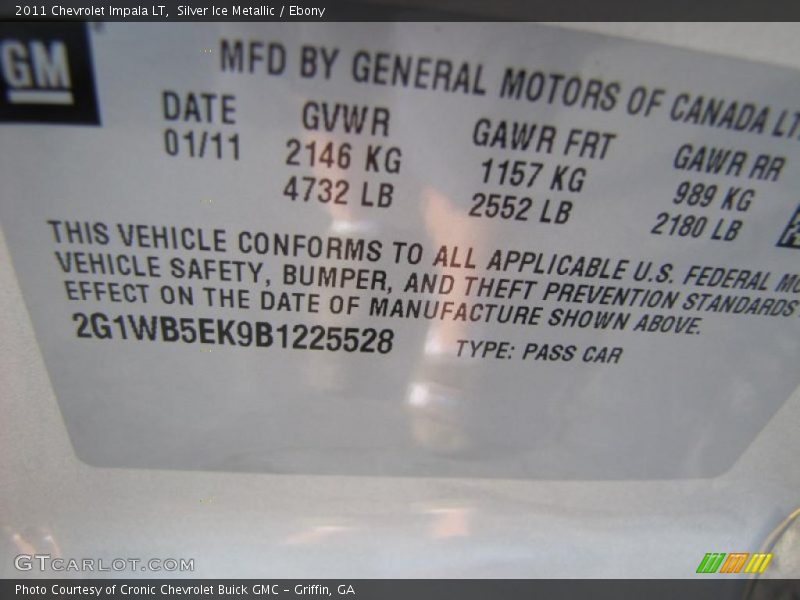 2011 Chevrolet Impala LT,  Silver Ice Metallic / Ebony
GM
MFD BY GENERAL MOTORS OF CANADA LT
DATE GVWR GAWR FRT GAWR RR
01/11 2146 KG 1157 KG 989 KG
4732 LB 2552 LB 2180 LB
THIS VEHICLE CONFORMS TO ALL APPLICABLE U.S. FEDERAL MO
VEHICLE SAFETY, BUMPER, AND THEFT PREVENTION STANDARDS
EFFECT ON THE DATE OF MANUFACTURE SHOWN ABOVE.
2G1WB5EK9B1225528 TYPE: PASS CAR
GTCARLOT.COM
Photo Courtesy of Cronic Chevrolet Buick GMC – Griffin, GA